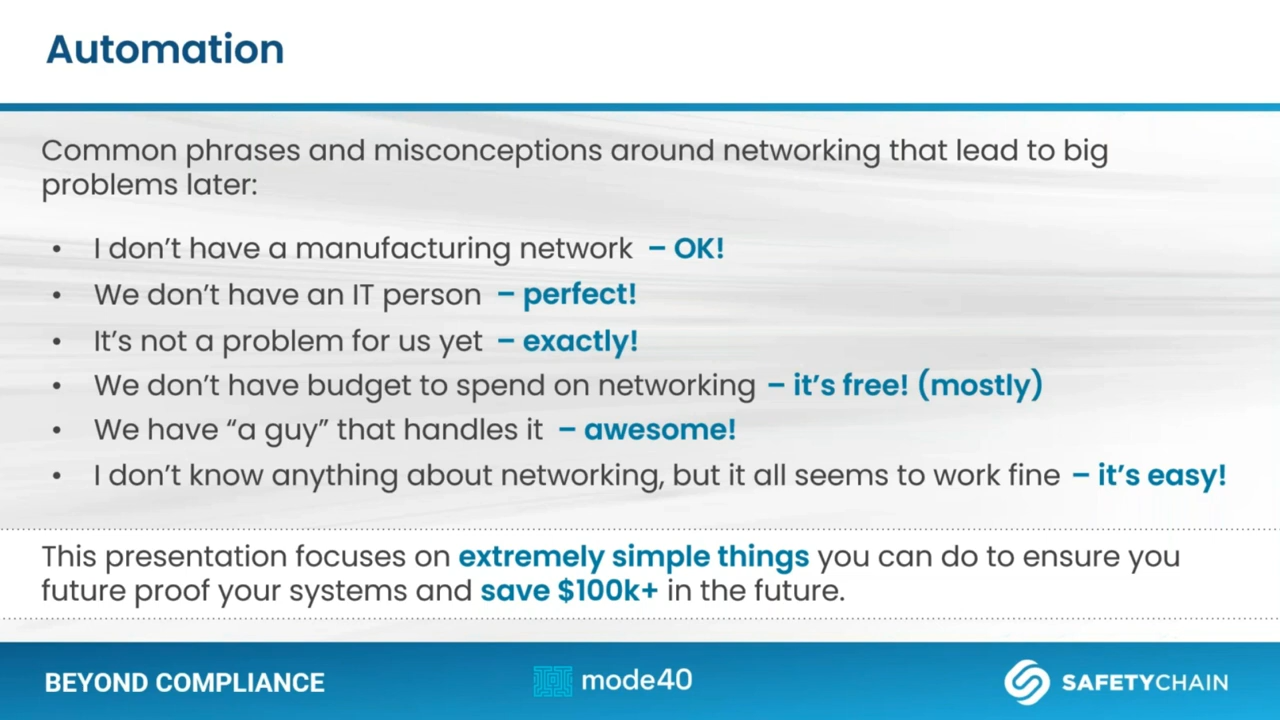 Automation
Common phrases and misconceptions around networking that lead to big
problems later:
• I don't have a manufacturing network – OK!
• We don't have an IT person – perfect!
• It's not a problem for us yet – exactly!
• We don't have budget to spend on networking – it's free! (mostly)
• We have “a guy” that handles it – awesome!
• I don't know anything about networking, but it all seems to work fine – it's easy!
This presentation focuses on extremely simple things you can do to ensure you
future proof your systems and save $100k+ in the future.
BEYOND COMPLIANCE
mode40
SAFETYCHAIN